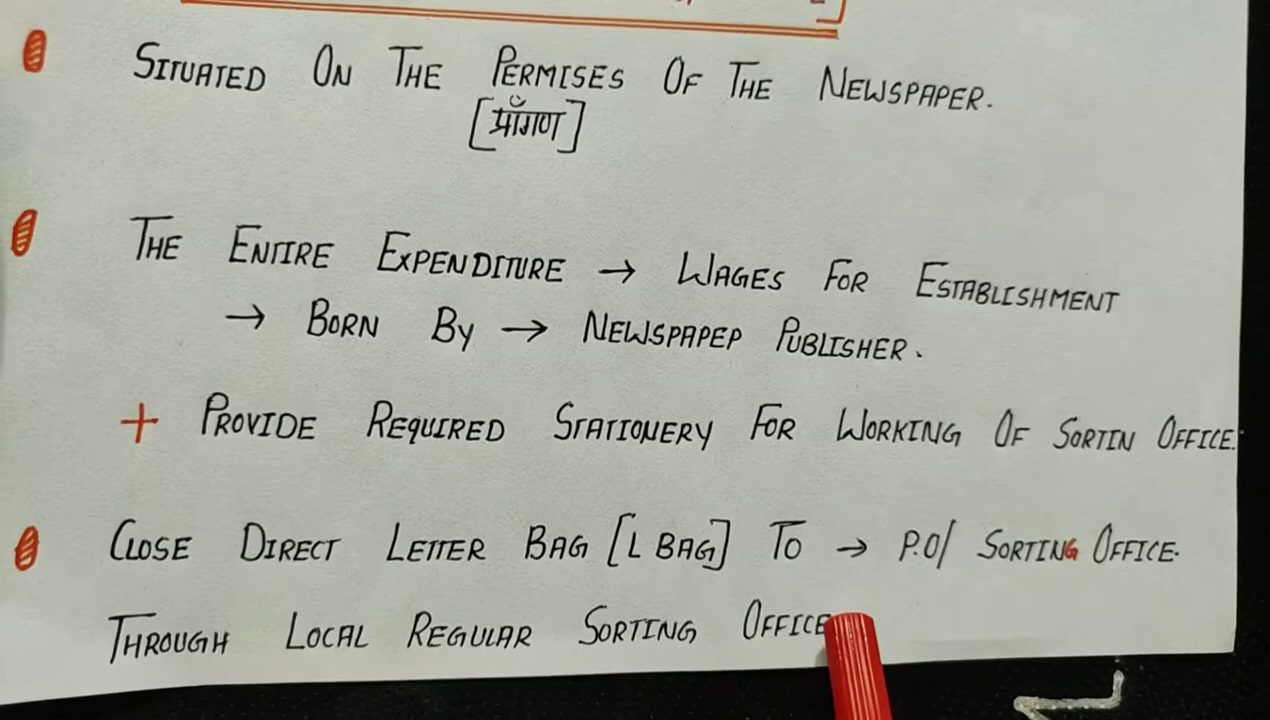 SITUATED ON THE PERMISES OF THE NEWSPAPER.
[प्राँगण]
THE ENTIRE EXPENDITURE → WAGES FOR ESTABLISHMENT
→ BORN BY → NEWSPAPEP PUBLISHER.
+ PROVIDE REQUIRED STATIONERY FOR WORKING OF SORTIN OFFICE.
CLOSE DIRECT LETTER BAG [L BAG] TO → P.O/ SORTING OFFICE.
THROUGH LOCAL REGULAR SORTING OFFICE